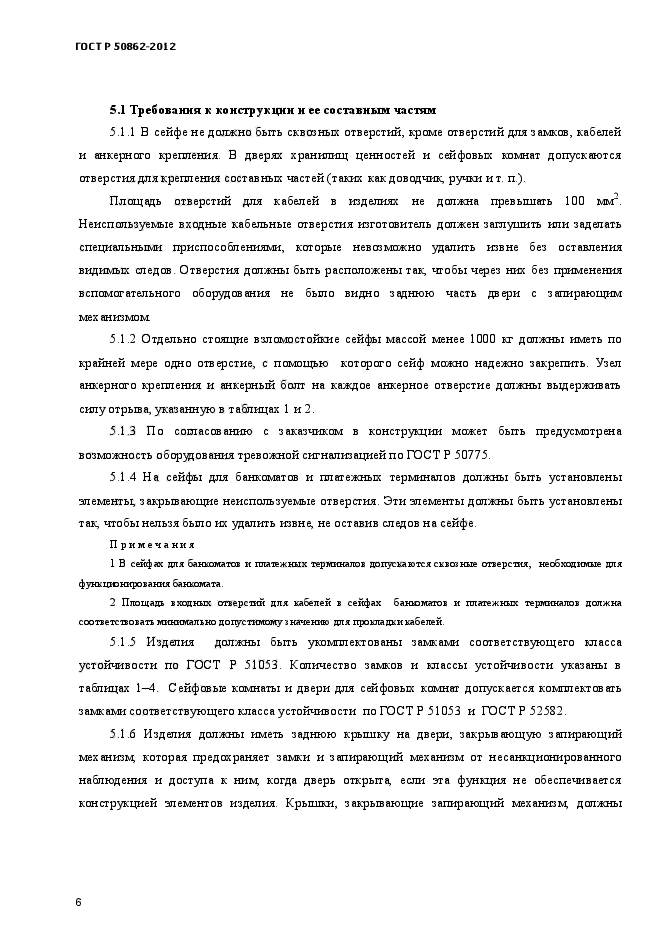 ГОСТ Р 50862-2012
5.1 Требования к конструкции и ее составным частям
5.1.1 В сейфе не должно быть сквозных отверстий, кроме отверстий для замков, кабелей
и анкерного крепления. В дверях хранилищ ценностей и сейфовых комнат допускаются
отверстия для крепления составных частей (таких как доводчик, ручки и т. п.).
Площадь отверстий для кабелей в изделиях не должна превышать 100 мм².
Неиспользуемые входные кабельные отверстия изготовитель должен заглушить или заделать
специальными приспособлениями, которые невозможно удалить извне без оставления
видимых следов. Отверстия должны быть расположены так, чтобы через них без применения
вспомогательного оборудования не было видно заднюю часть двери с запирающим
механизмом.
5.1.2 Отдельно стоящие взломостойкие сейфы массой менее 1000 кг должны иметь по
крайней мере одно отверстие, с помощью которого сейф можно надежно закрепить. Узел
анкерного крепления и анкерный болт на каждое анкерное отверстие должны выдерживать
силу отрыва, указанную в таблицах 1 и 2.
5.1.3 По согласованию с заказчиком в конструкции может быть предусмотрена
возможность оборудования тревожной сигнализацией по ГОСТ Р 50775.
5.1.4 На сейфы для банкоматов и платежных терминалов должны быть установлены
элементы, закрывающие неиспользуемые отверстия. Эти элементы должны быть установлены
так, чтобы нельзя было их удалить извне, не оставив следов на сейфе.
Примечания
1 В сейфах для банкоматов и платежных терминалов допускаются сквозные отверстия, необходимые для
функционирования банкомата.
2 Площадь входных отверстий для кабелей в сейфах банкоматов и платежных терминалов должна
соответствовать минимально допустимому значению для прокладки кабелей.
5.1.5 Изделия должны быть укомплектованы замками соответствующего класса
устойчивости по ГОСТ Р 51053. Количество замков и классы устойчивости указаны в
таблицах 1–4. Сейфовые комнаты и двери для сейфовых комнат допускается комплектовать
замками соответствующего класса устойчивости по ГОСТ Р 51053 и ГОСТ Р 52582.
5.1.6 Изделия должны иметь заднюю крышку на двери, закрывающую запирающий
механизм, которая предохраняет замки и запирающий механизм от несанкционированного
наблюдения и доступа к ним, когда дверь открыта, если эта функция не обеспечивается
конструкцией элементов изделия. Крышки, закрывающие запирающий механизм, должны
6